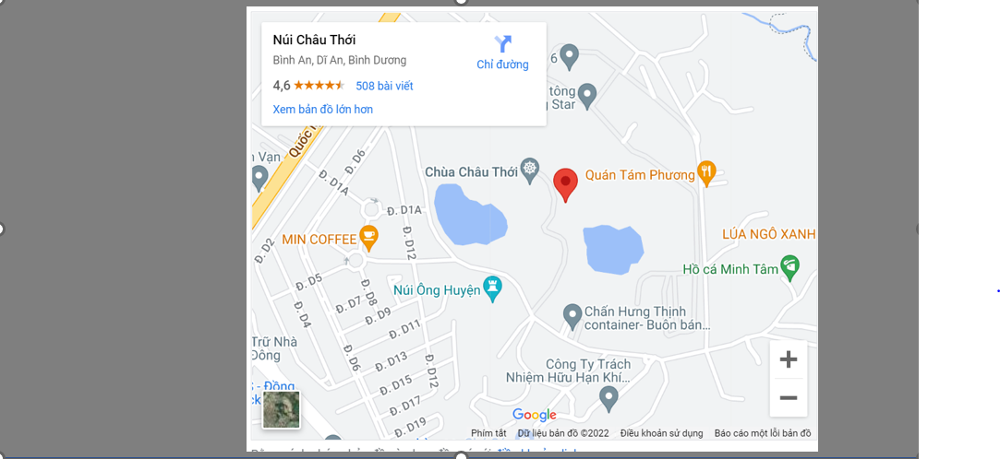 Núi Châu Thới
Bình An, Dĩ An, Bình Dương
Chỉ đường
4,6
508 bài viết
Xem bản đồ lớn hơn
6
tông
Star
Quốc
Vạn
Đ. D6
Đ. D1A
Đ. D1A
Chùa Châu Thới
Quán Tám Phương
MIN COFFEE
Đ. D2
Đ. D12
LÚA NGÔ XANH
Hồ cá Minh Tâm
Núi Ông Huyện
Đ. D5
Đ. D7
Đ. D8
Đ. D4
Đ. D9
Đ. D11
Chấn Hưng Thịnh
container- Buôn bán...
Trữ Nhà
Đông
Đ. D6
Đ. D13
Đ. D12
Đ. D15
Đ. D17
Đ. D19
Công Ty Trách
Nhiệm Hữu Hạn Khí...
- Đồng
Google
Phím tắt
Dữ liệu bản đồ ©2022
Điều khoản sử dụng
Báo cáo một lỗi bản đồ